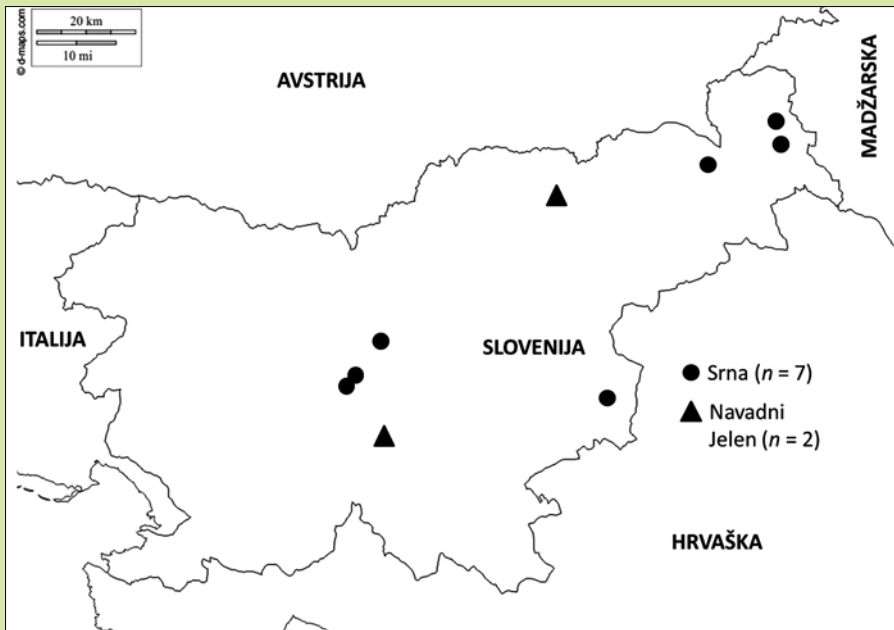 © d-maps.com
20 km
10 mi
AVSTRIJA
MADŽARSKA
ITALIJA
SLOVENIJA
Srna (n = 7)
Navadni
Jelen (n = 2)
HRVAŠKA